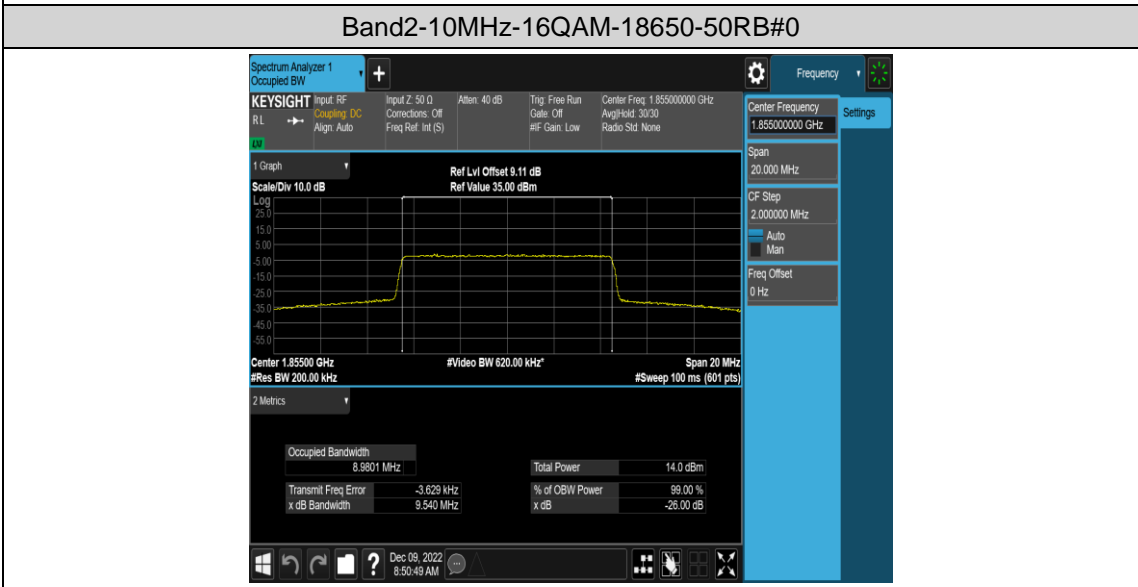 Band2-10MHz-16QAM-18650-50RB#0
Spectrum Analyzer 1
Occupied BW
+
Frequency
KEYSIGHT
RL
Input: RF
Coupling: DC
Align: Auto
Input Z: 50 Ω
Corrections: Off
Freq Ref: Int (S)
Atten: 40 dB
Trig: Free Run
Gate: Off
#IF Gain: Low
Center Freq: 1.855000000 GHz
Avg|Hold: 30/30
Radio Std: None
Center Frequency
1.855000000 GHz
Settings
Span
20.000 MHz
CF Step
2.000000 MHz
Auto
Man
Freq Offset
0 Hz
1 Graph
Scale/Div 10.0 dB
Ref Lvl Offset 9.11 dB
Ref Value 35.00 dBm
Log
25.0
15.0
5.00
-5.00
-15.0
-25.0
-35.0
-45.0
-55.0
Center 1.85500 GHz
#Video BW 620.00 kHz*
Span 20 MHz
#Res BW 200.00 kHz
#Sweep 100 ms (601 pts)
2 Metrics
Occupied Bandwidth
8.9801 MHz
Total Power 14.0 dBm
Transmit Freq Error -3.629 kHz
% of OBW Power 99.00 %
x dB Bandwidth 9.540 MHz
x dB -26.00 dB
?
Dec 09, 2022
8:50:49 AM